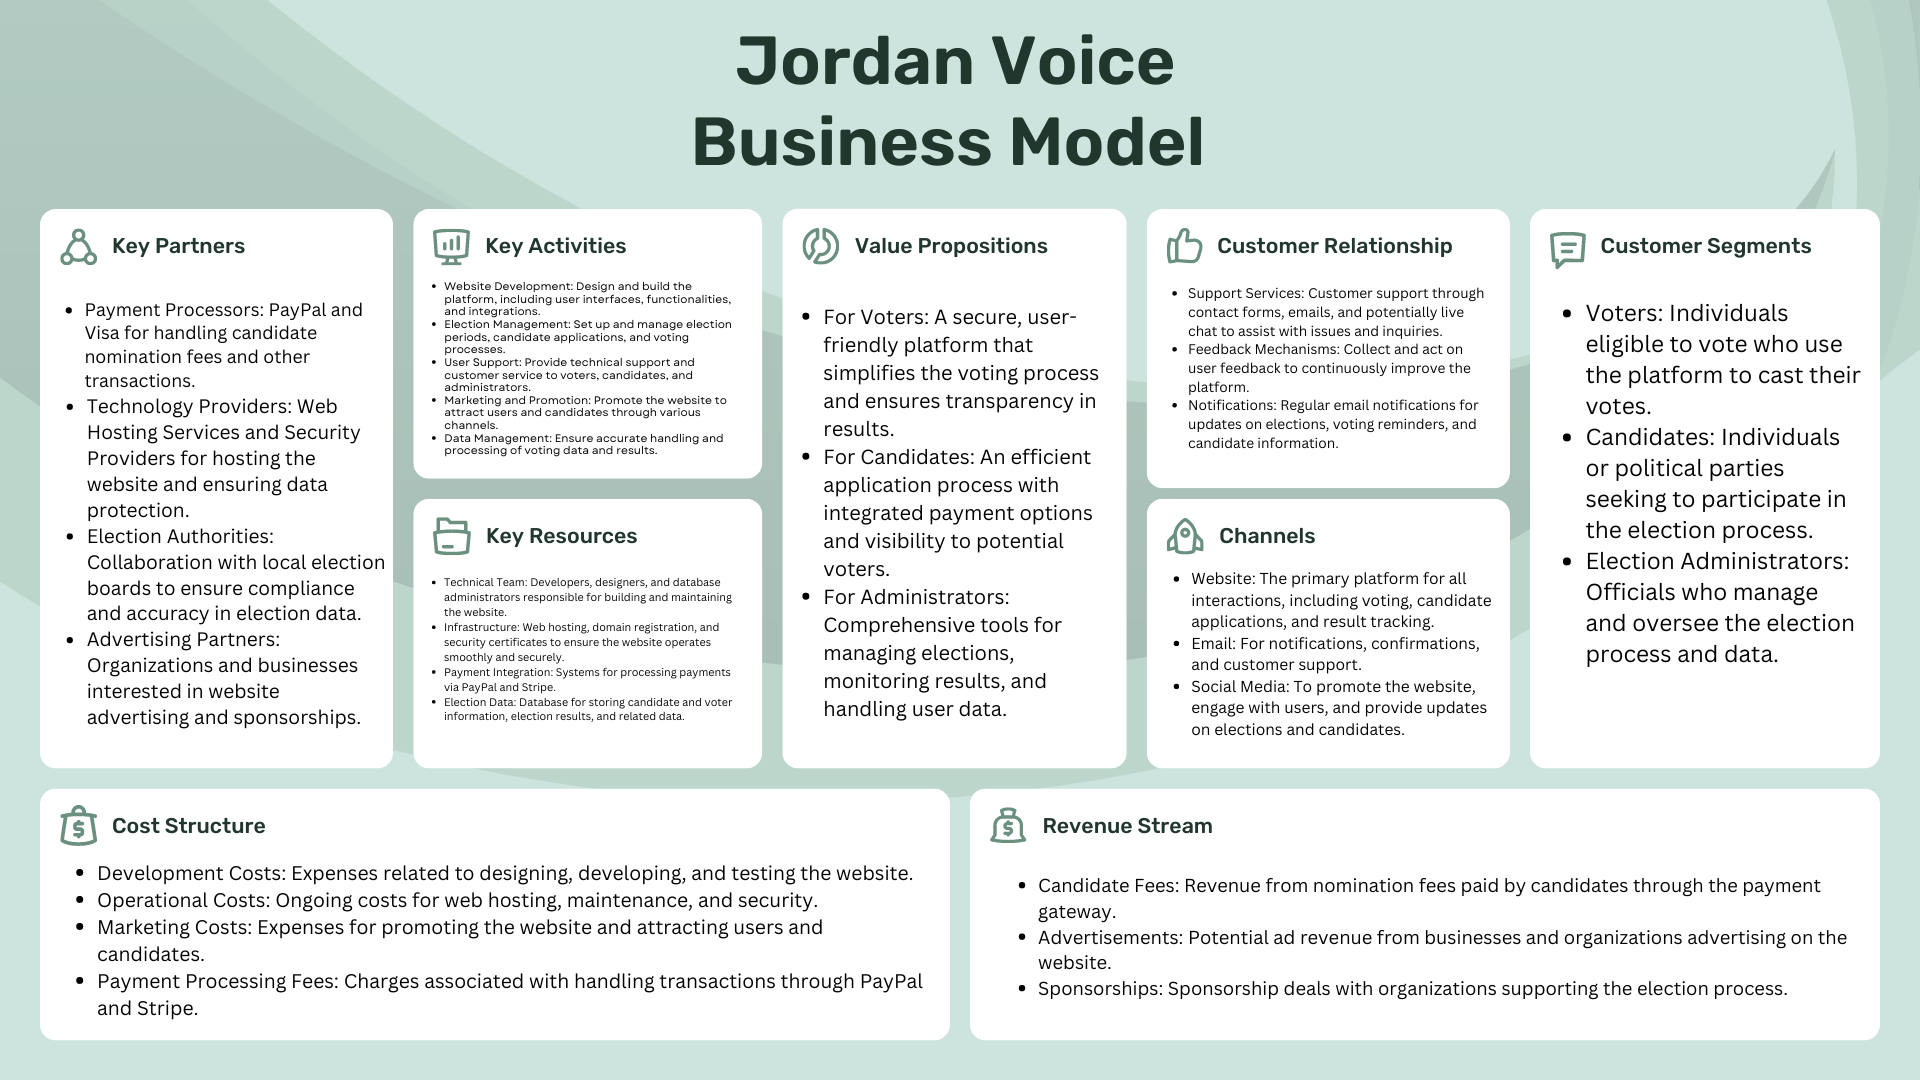 Jordan Voice
Business Model
Key Partners
• Payment Processors: PayPal and
Visa for handling candidate
nomination fees and other
transactions.
• Technology Providers: Web
Hosting Services and Security
Providers for hosting the
website and ensuring data
protection.
• Election Authorities:
Collaboration with local election
boards to ensure compliance
and accuracy in election data.
• Advertising Partners:
Organizations and businesses
interested in website
advertising and sponsorships.
Key Activities
• Website Development: Design and build the
platform, including user interfaces, functionalities,
and integrations.
• Election Management: Set up and manage election
periods, candidate applications, and voting
processes.
• User Support: Provide technical support and
customer service to voters, candidates, and
administrators.
• Marketing and Promotion: Promote the website to
attract users and candidates through various
channels.
• Data Management: Ensure accurate handling and
processing of voting data and results.
Key Resources
• Technical Team: Developers, designers, and database
administrators responsible for building and maintaining
the website.
• Infrastructure: Web hosting, domain registration, and
security certificates to ensure the website operates
smoothly and securely.
• Payment Integration: Systems for processing payments
via PayPal and Stripe.
• Election Data: Database for storing candidate and voter
information, election results, and related data.
Value Propositions
• For Voters: A secure, user-
friendly platform that
simplifies the voting process
and ensures transparency in
results.
• For Candidates: An efficient
application process with
integrated payment options
and visibility to potential
voters.
• For Administrators:
Comprehensive tools for
managing elections,
monitoring results, and
handling user data.
Customer Relationship
• Support Services: Customer support through
contact forms, emails, and potentially live
chat to assist with issues and inquiries.
• Feedback Mechanisms: Collect and act on
user feedback to continuously improve the
platform.
• Notifications: Regular email notifications for
updates on elections, voting reminders, and
candidate information.
Channels
• Website: The primary platform for all
interactions, including voting, candidate
applications, and result tracking.
• Email: For notifications, confirmations,
and customer support.
• Social Media: To promote the website,
engage with users, and provide updates
on elections and candidates.
Customer Segments
• Voters: Individuals
eligible to vote who use
the platform to cast their
votes.
• Candidates: Individuals
or political parties
seeking to participate in
the election process.
• Election Administrators:
Officials who manage
and oversee the election
process and data.
$
Cost Structure
• Development Costs: Expenses related to designing, developing, and testing the website.
• Operational Costs: Ongoing costs for web hosting, maintenance, and security.
• Marketing Costs: Expenses for promoting the website and attracting users and
candidates.
• Payment Processing Fees: Charges associated with handling transactions through PayPal
and Stripe.
$
Revenue Stream
• Candidate Fees: Revenue from nomination fees paid by candidates through the payment
gateway.
• Advertisements: Potential ad revenue from businesses and organizations advertising on the
website.
• Sponsorships: Sponsorship deals with organizations supporting the election process.